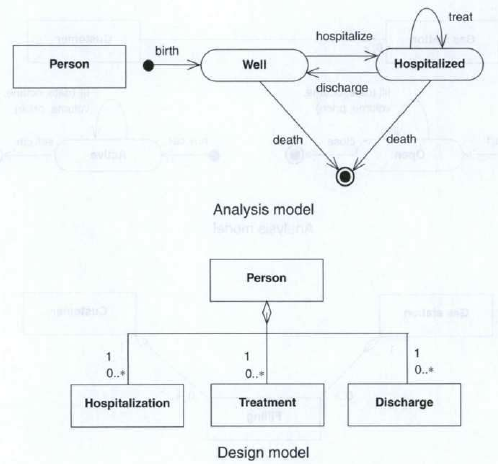 treat
hospitalize
birth
Person
Well
Hospitalized
discharge
death
death
Analysis model
Person
1
1
1
0..*
0..*
0..*
Hospitalization
Treatment
Discharge
Design model